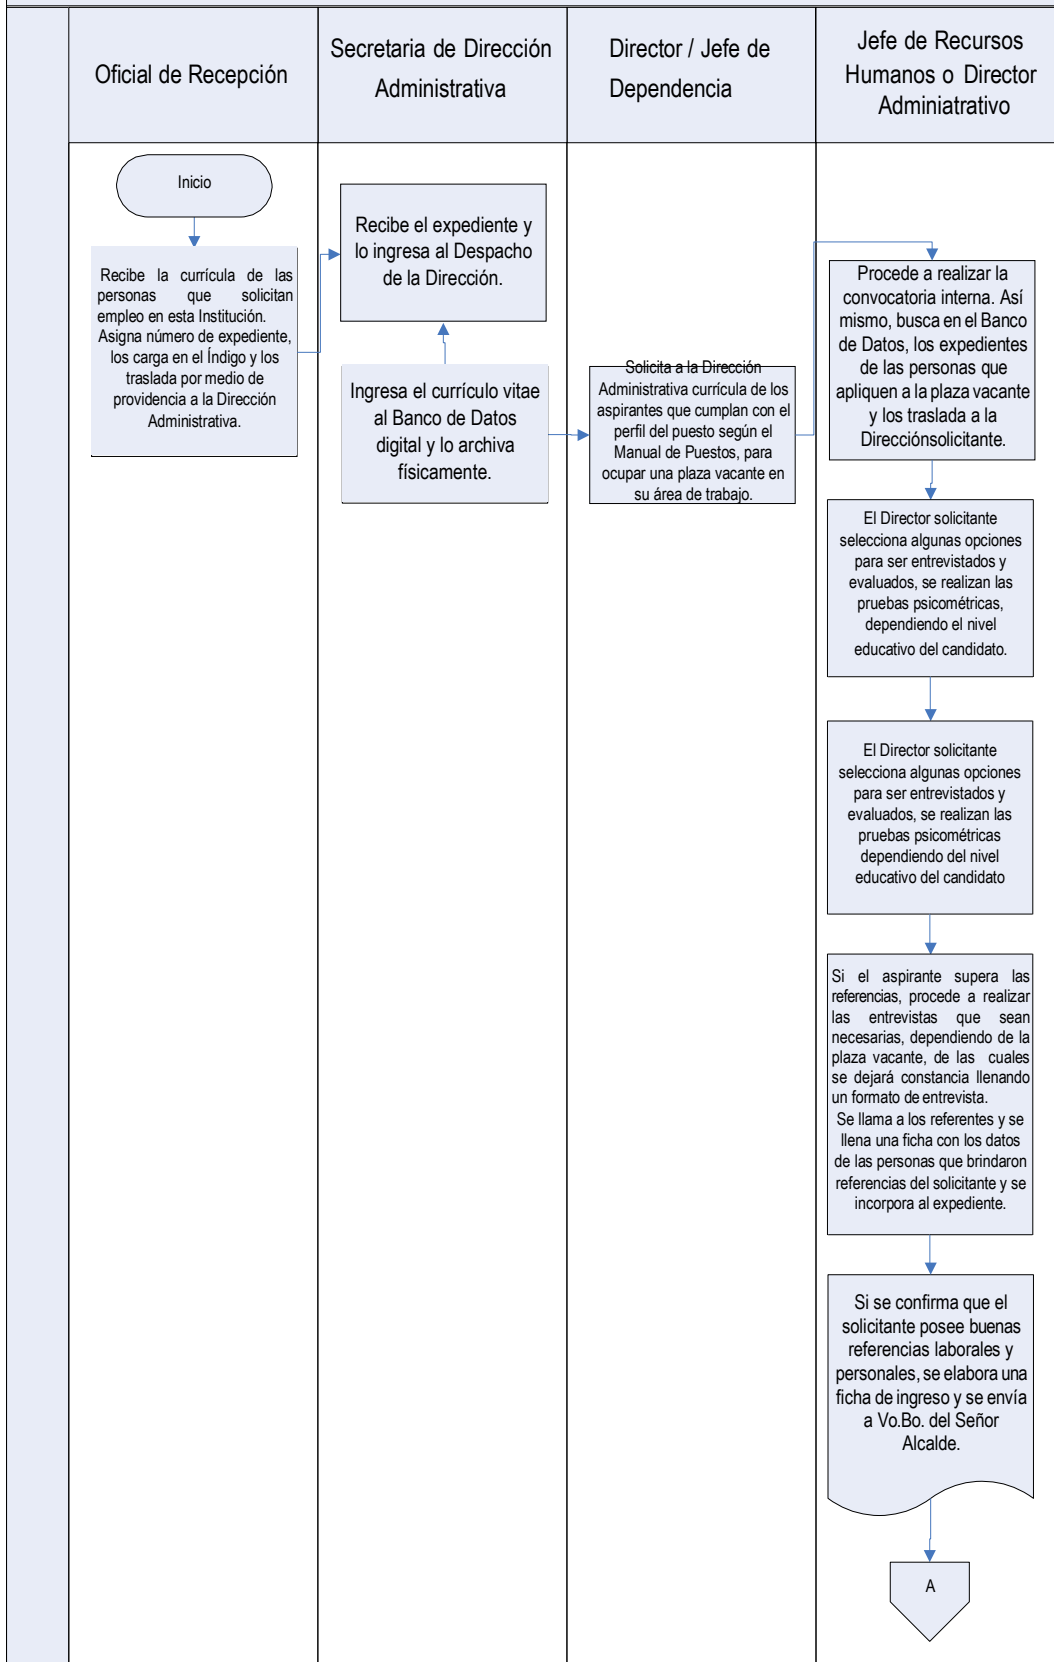 Oficial de Recepción
Secretaria de Dirección
Administrativa
Director / Jefe de
Dependencia
Jefe de Recursos
Humanos o Director
Adminiatrativo
Inicio
Recibe la currícula de las
personas que solicitan
empleo en esta Institución.
Asigna número de expediente,
los carga en el Índigo y los
traslada por medio de
providencia a la Dirección
Administrativa.
Recibe el expediente y
lo ingresa al Despacho
de la Dirección.
Ingresa el currículo vitae
al Banco de Datos
digital y lo archiva
físicamente.
Solicita a la Dirección
Administrativa currícula de los
aspirantes que cumplan con el
perfil del puesto según el
Manual de Puestos, para
ocupar una plaza vacante en
su área de trabajo.
Procede a realizar la
convocatoria interna. Así
mismo, busca en el Banco
de Datos, los expedientes
de las personas que
apliquen a la plaza vacante
y los traslada a la
Direcciónsolicitante.
El Director solicitante
selecciona algunas opciones
para ser entrevistados y
evaluados, se realizan las
pruebas psicométricas,
dependiendo el nivel
educativo del candidato.
El Director solicitante
selecciona algunas opciones
para ser entrevistados y
evaluados, se realizan las
pruebas psicométricas
dependiendo del nivel
educativo del candidato
Si el aspirante supera las
referencias, procede a realizar
las entrevistas que sean
necesarias, dependiendo de la
plaza vacante, de las cuales
se dejará constancia llenando
un formato de entrevista.
Se llama a los referentes y se
llena una ficha con los datos
de las personas que brindaron
referencias del solicitante y se
incorpora al expediente.
Si se confirma que el
solicitante posee buenas
referencias laborales y
personales, se elabora una
ficha de ingreso y se envía
a Vo.Bo. del Señor
Alcalde.
A